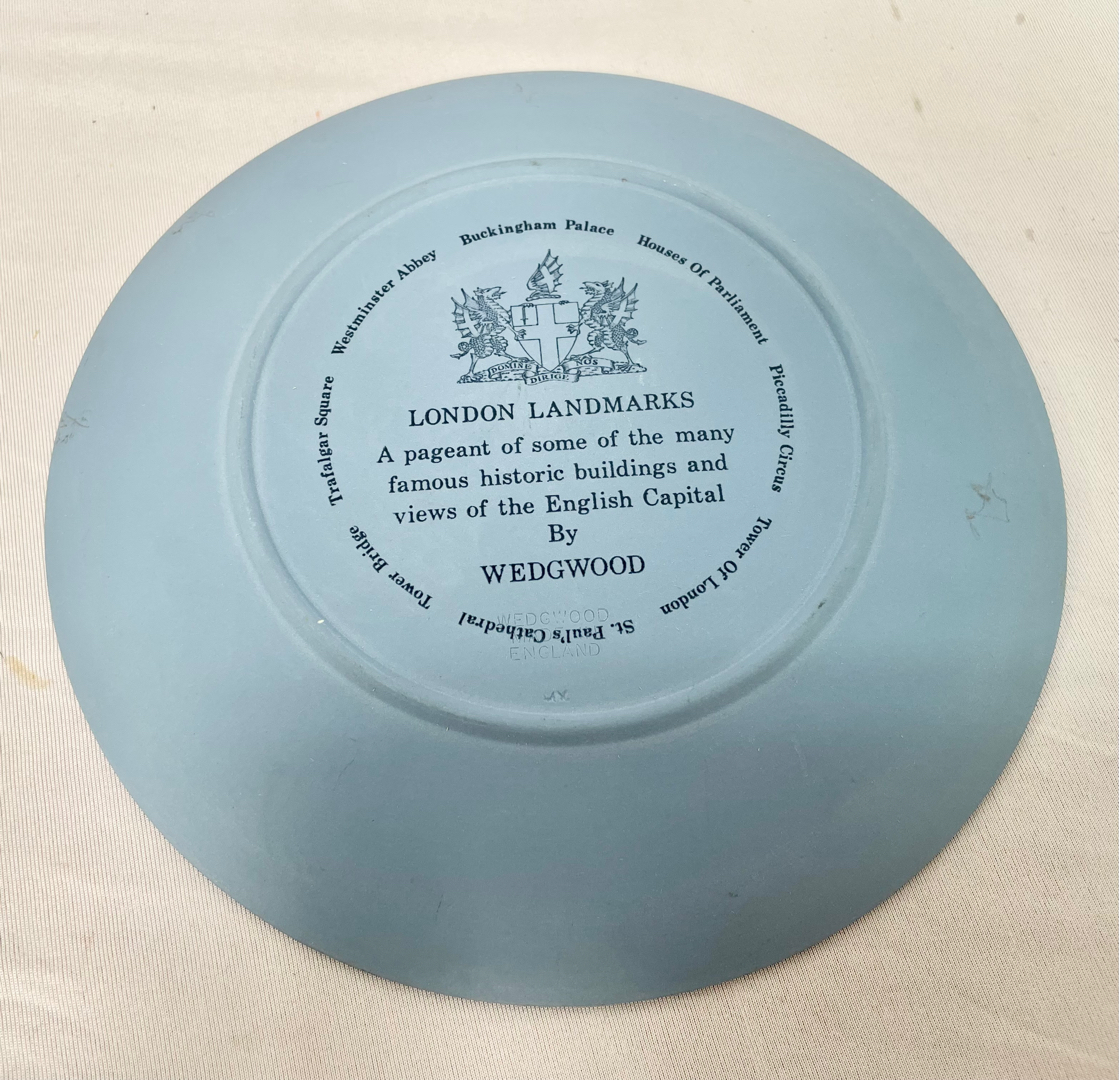 Buckingham Palace
Houses Of Parliament
Piccadilly Circus
Tower Of London
St. Paul's Cathedral
Tower Bridge
Trafalgar Square
Westminster Abbey
DOMINE DIRIGE NOS
LONDON LANDMARKS
A pageant of some of the many
famous historic buildings and
views of the English Capital
By
WEDGWOOD
WEDGWOOD
ENGLAND